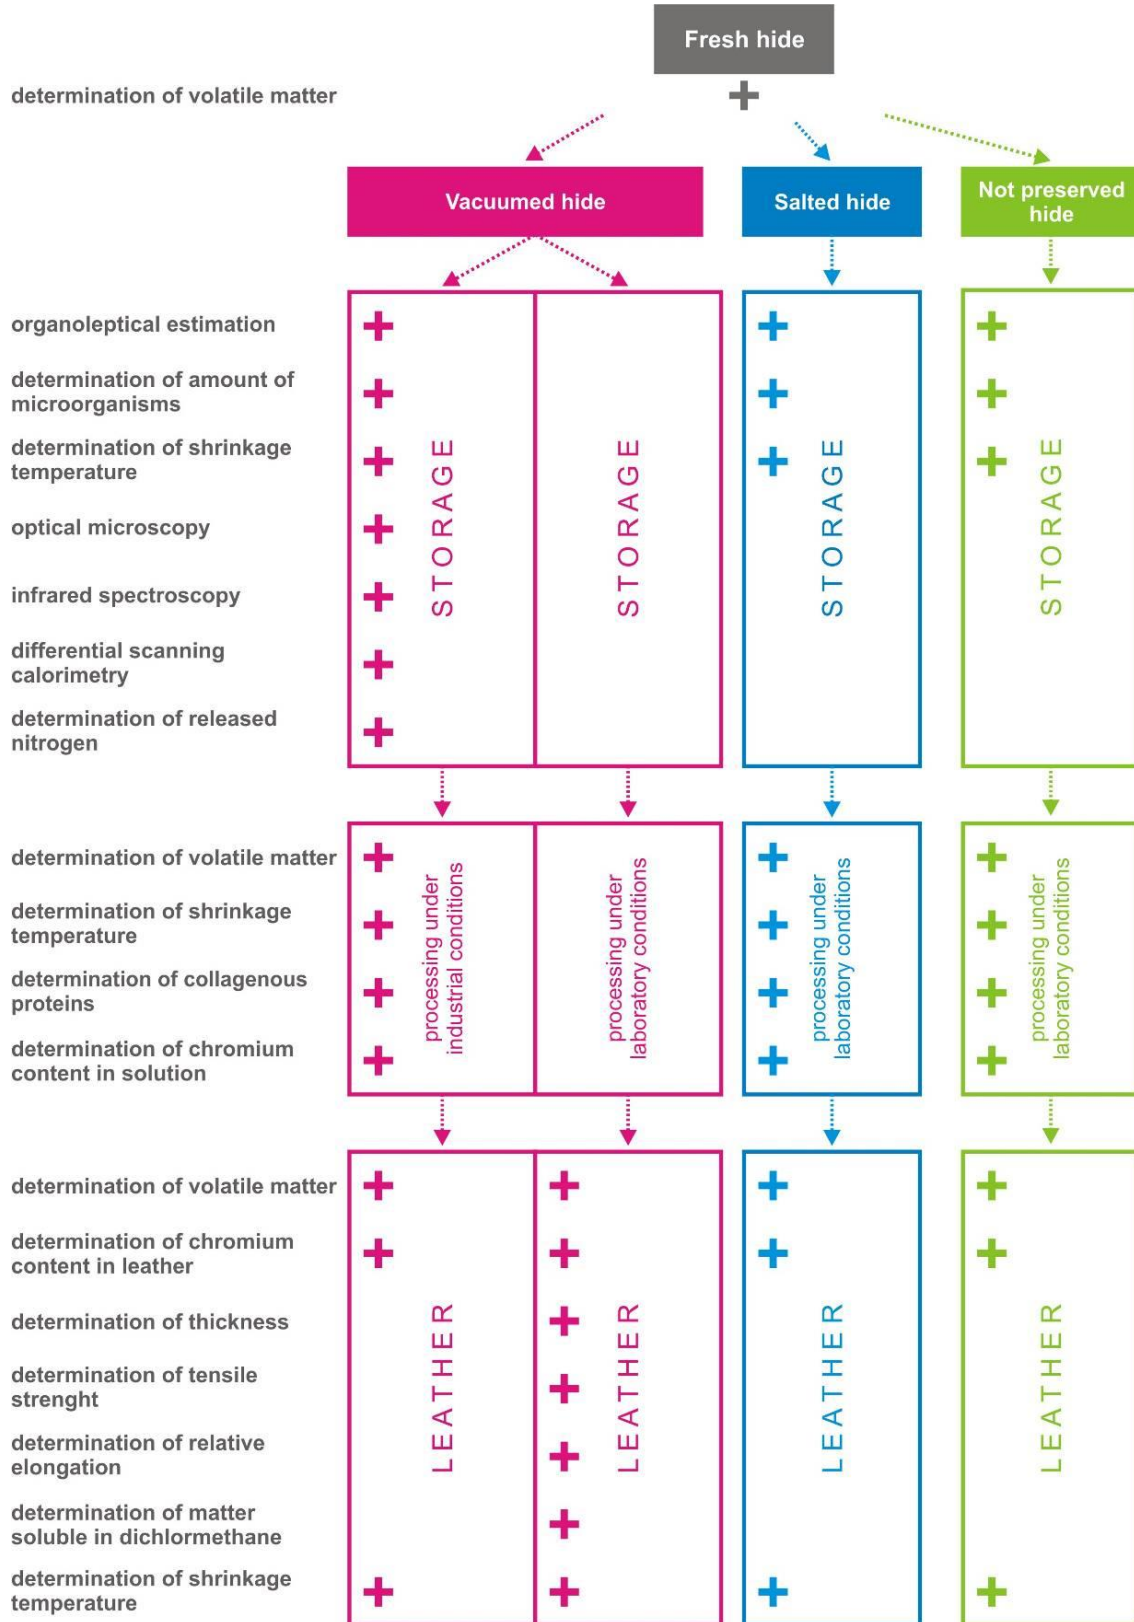 Fresh hide
determination of volatile matter
Vacuumed hide
Salted hide
Not preserved
hide
organoleptical estimation
determination of amount of
microorganisms
determination of shrinkage
temperature
optical microscopy
infrared spectroscopy
differential scanning
calorimetry
determination of released
nitrogen
STORAGE
STORAGE
STORAGE
STORAGE
determination of volatile matter
determination of shrinkage
temperature
determination of collagenous
proteins
determination of chromium
content in solution
processing under
industrial conditions
processing under
laboratory conditions
processing under
laboratory conditions
processing under
laboratory conditions
determination of volatile matter
determination of chromium
content in leather
determination of thickness
determination of tensile
strenght
determination of relative
elongation
determination of matter
soluble in dichlormethane
determination of shrinkage
temperature
LEATHER
LEATHER
LEATHER
LEATHER